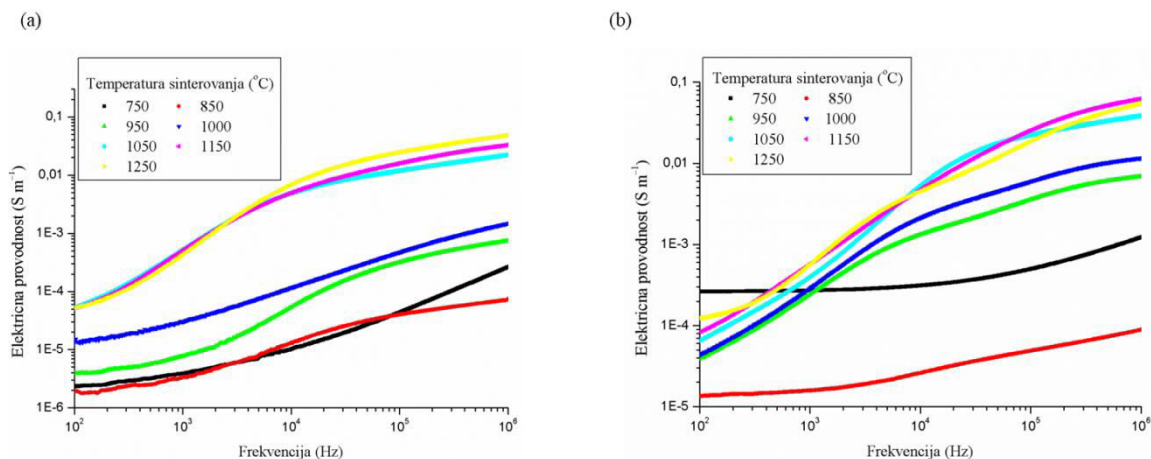 (a)
Temperatura sinterovanja (°C)
750 850
950 1000
1050 1150
1250
0,1
0,01
1E-3
1E-4
1E-5
1E-6
Elektricna provodnost (S m⁻¹)
10² 10³ 10⁴ 10⁵ 10⁶
Frekvencija (Hz)
(b)
Temperatura sinterovanja (°C)
750 850
950 1000
1050 1150
1250
0,1
0,01
1E-3
1E-4
1E-5
Elektricna provodnost (S m⁻¹)
10² 10³ 10⁴ 10⁵ 10⁶
Frekvencija (Hz)